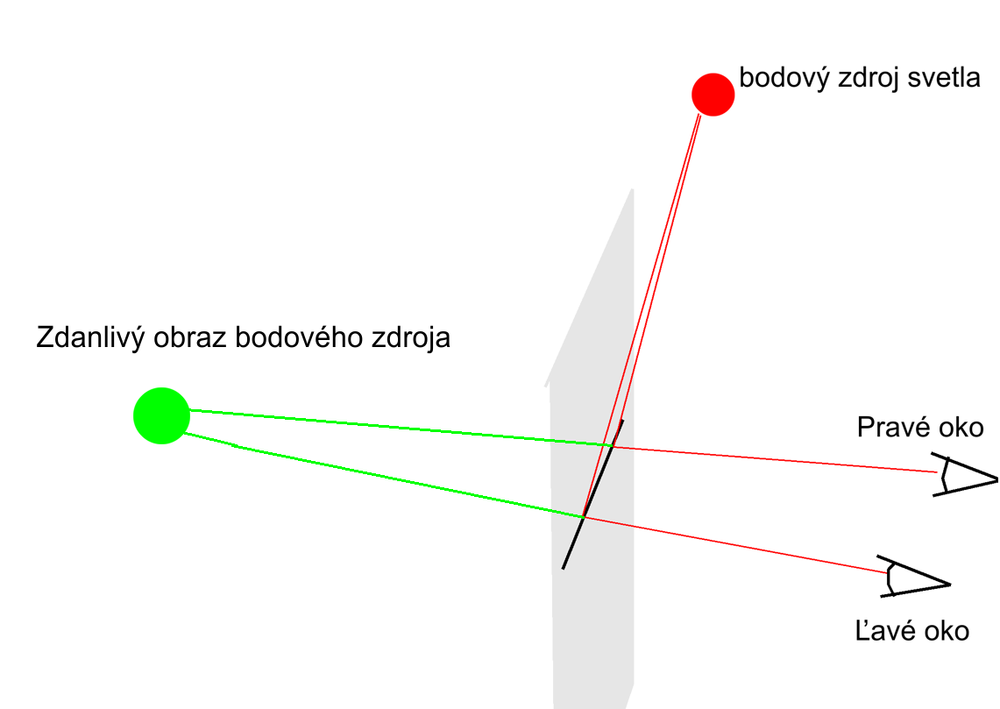 bodový zdroj svetla
Zdanlivý obraz bodového zdroja
Pravé oko
Ľavé oko